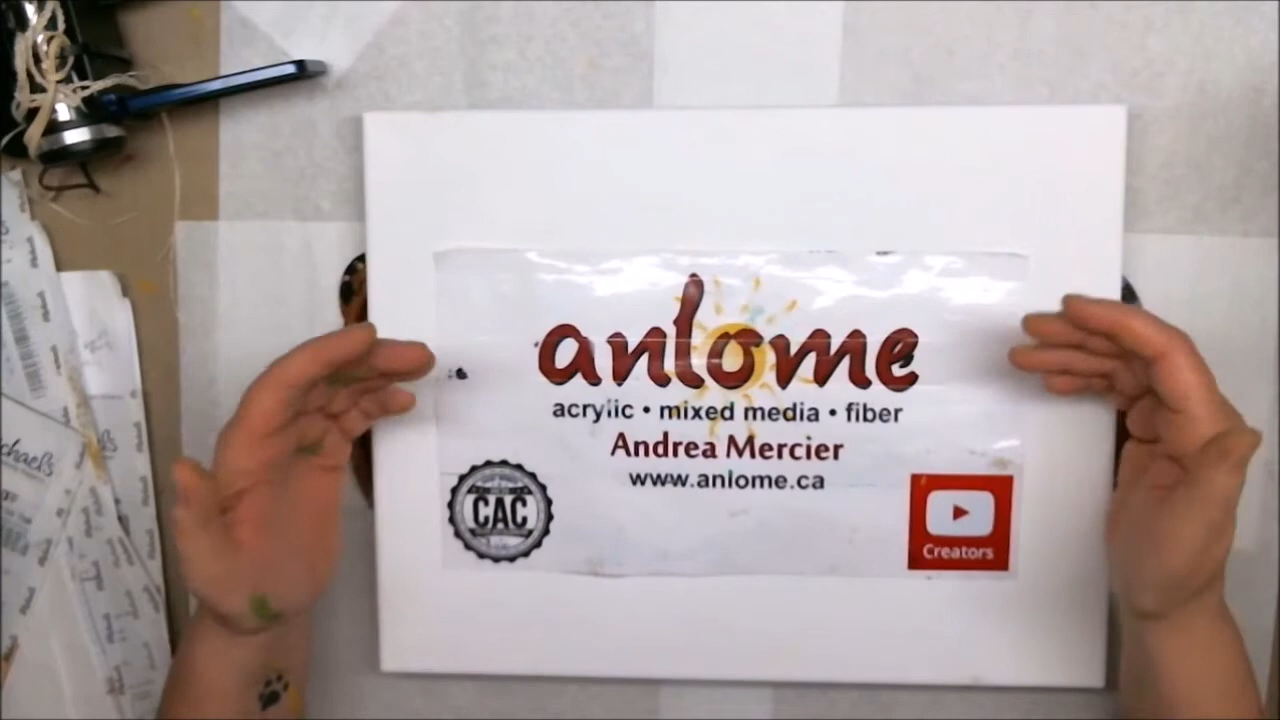 anlome
acrylic • mixed media • fiber
Andrea Mercier
www.anlome.ca
CAC
Creators